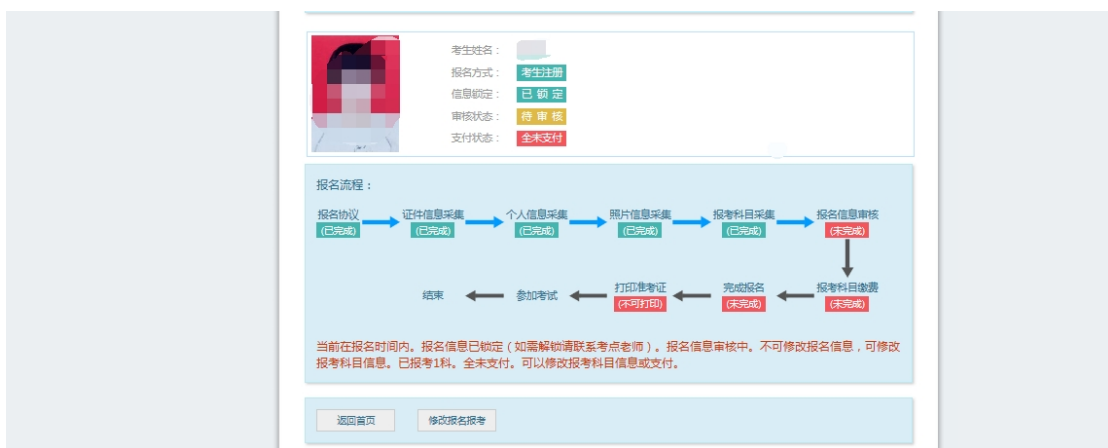 考生姓名：
报名方式： 考生注册
信息锁定： 已 锁 定
审核状态： 待 审 核
支付状态： 全未支付
报名流程：
报名协议 证件信息采集 个人信息采集 照片信息采集 报考科目采集 报名信息审核
(已完成) (已完成) (已完成) (已完成) (已完成) (未完成)
结束 参加考试 打印准考证 完成报名 报考科目缴费
(不可打印) (未完成) (未完成)
当前在报名时间内。报名信息已锁定（如需解锁请联系考点老师）。报名信息审核中。不可修改报名信息，可修改
报考科目信息。已报考1科。全未支付。可以修改报考科目信息或支付。
返回首页 修改报名报考